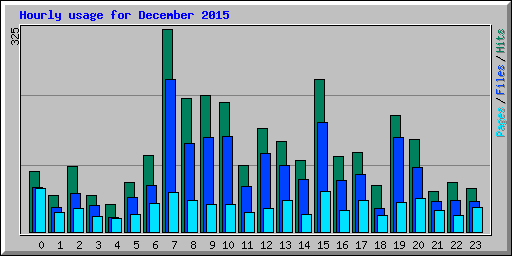 Hourly usage for December 2015
325
Pages / Files / Hits
0 1 2 3 4 5 6 7 8 9 10 11 12 13 14 15 16 17 18 19 20 21 22 23